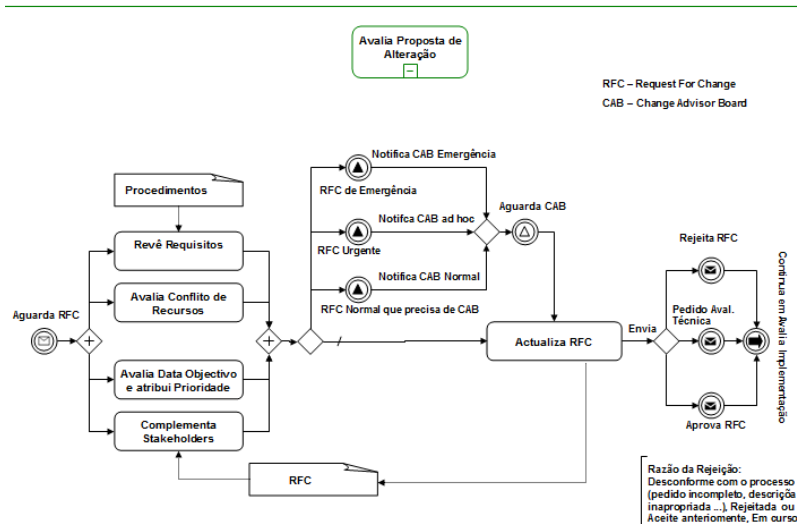 Avalia Proposta de
Alteração
RFC – Request For Change
CAB – Change Advisor Board
Procedimentos
Revê Requisitos
Avalia Conflito de
Recursos
Aguarda RFC
Avalia Data Objectivo
e atribui Prioridade
Complementa
Stakeholders
RFC
Notifica CAB Emergência
RFC de Emergência
Notifca CAB ad hoc
RFC Urgente
Notifica CAB Normal
RFC Normal que precisa de CAB
Aguarda CAB
Actualiza RFC
Envia
Rejeita RFC
Pedido Aval.
Técnica
Aprova RFC
Continua em Avalia Implementação
Razão da Rejeição:
Desconforme com o processo
(pedido incompleto, descriçõa
inapropriada ...), Rejeitada ou
Aceite anteriomente, Em curso